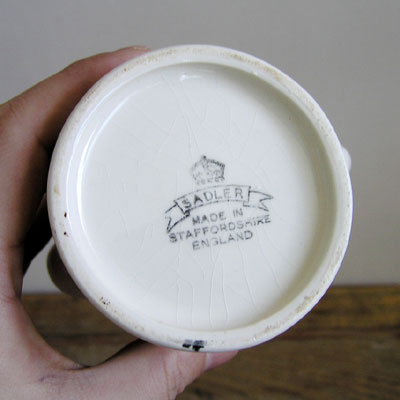 SADLER
MADE IN
STAFFORDSHIRE
ENGLAND